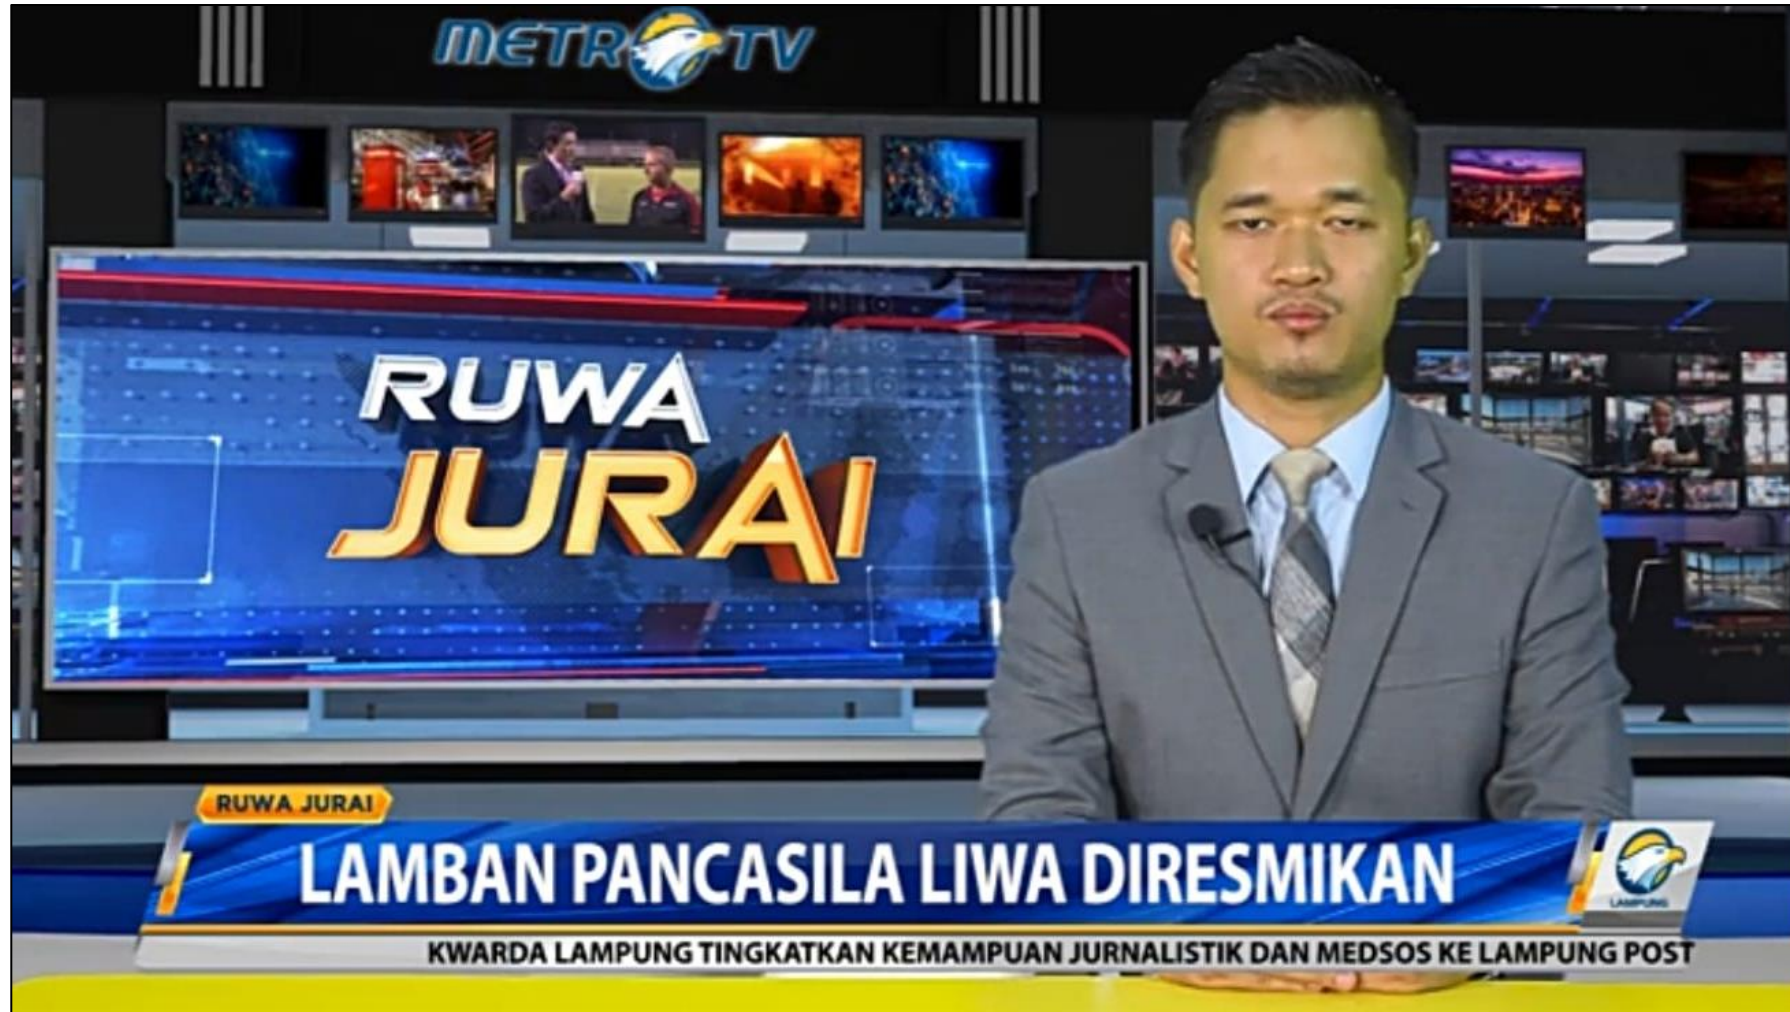 METRO TV
RUWA
JURAI
RUWA JURAI
LAMBAN PANCASILA LIWA DIRESMIKAN
LAMPUNG
KWARDA LAMPUNG TINGKATKAN KEMAMPUAN JURNALISTIK DAN MEDSOS KE LAMPUNG POST